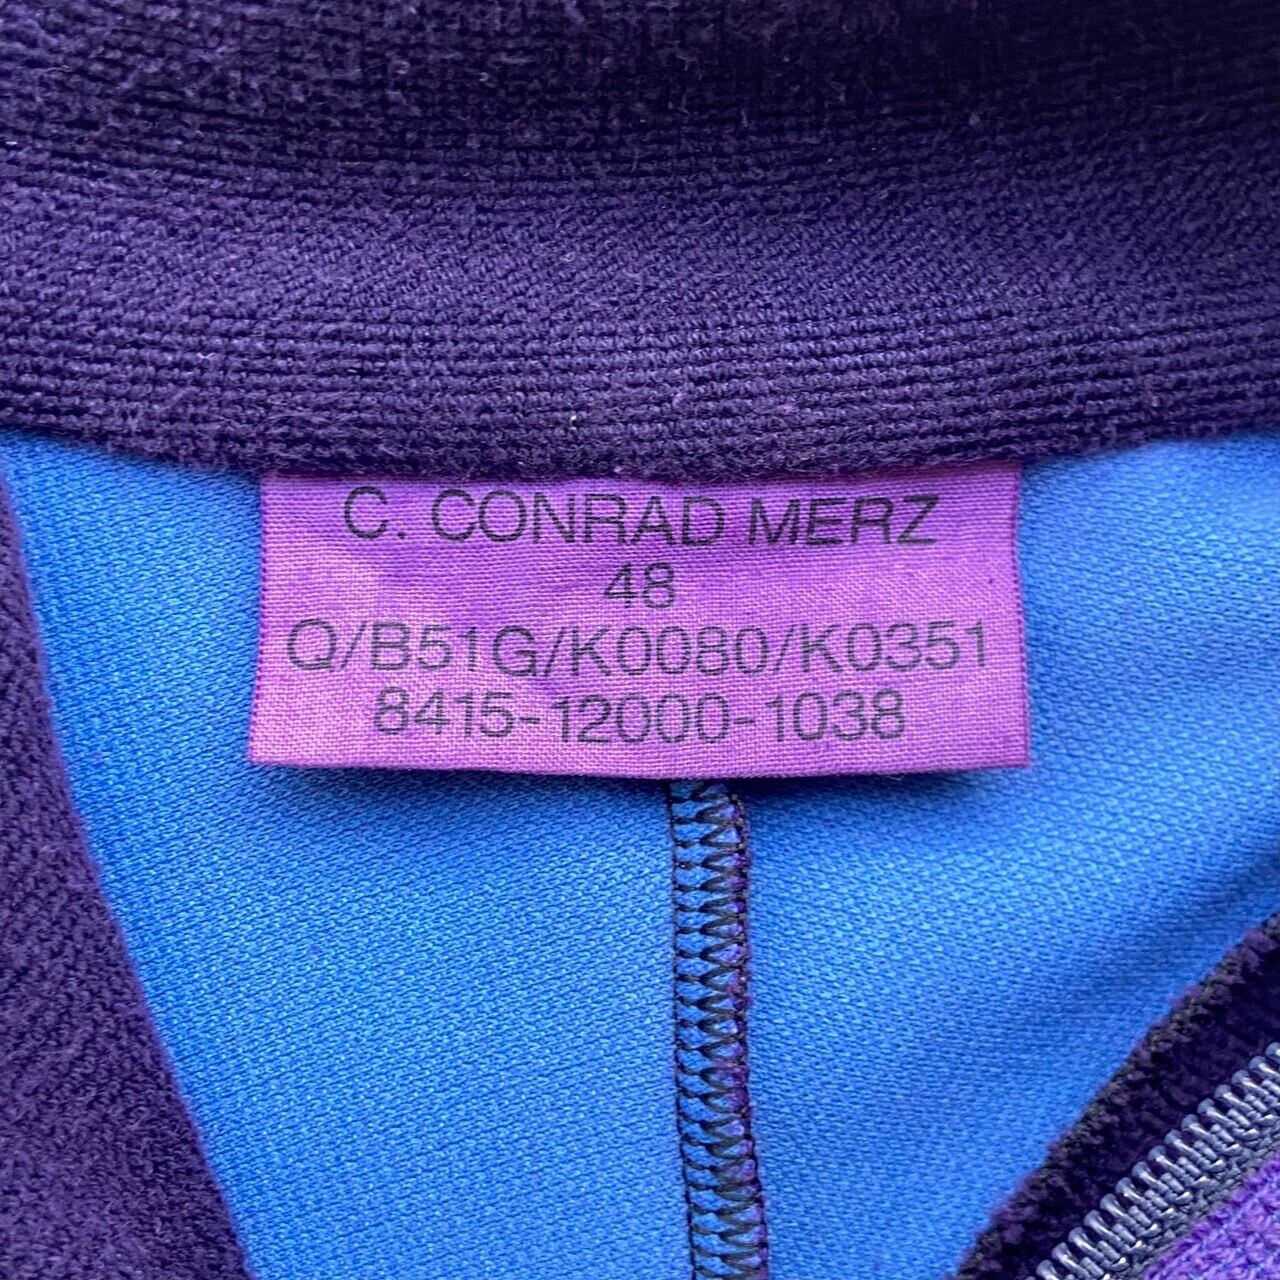 C. CONRAD MERZ
48
Q/B51G/K0080/K0351
8415-12000-1038